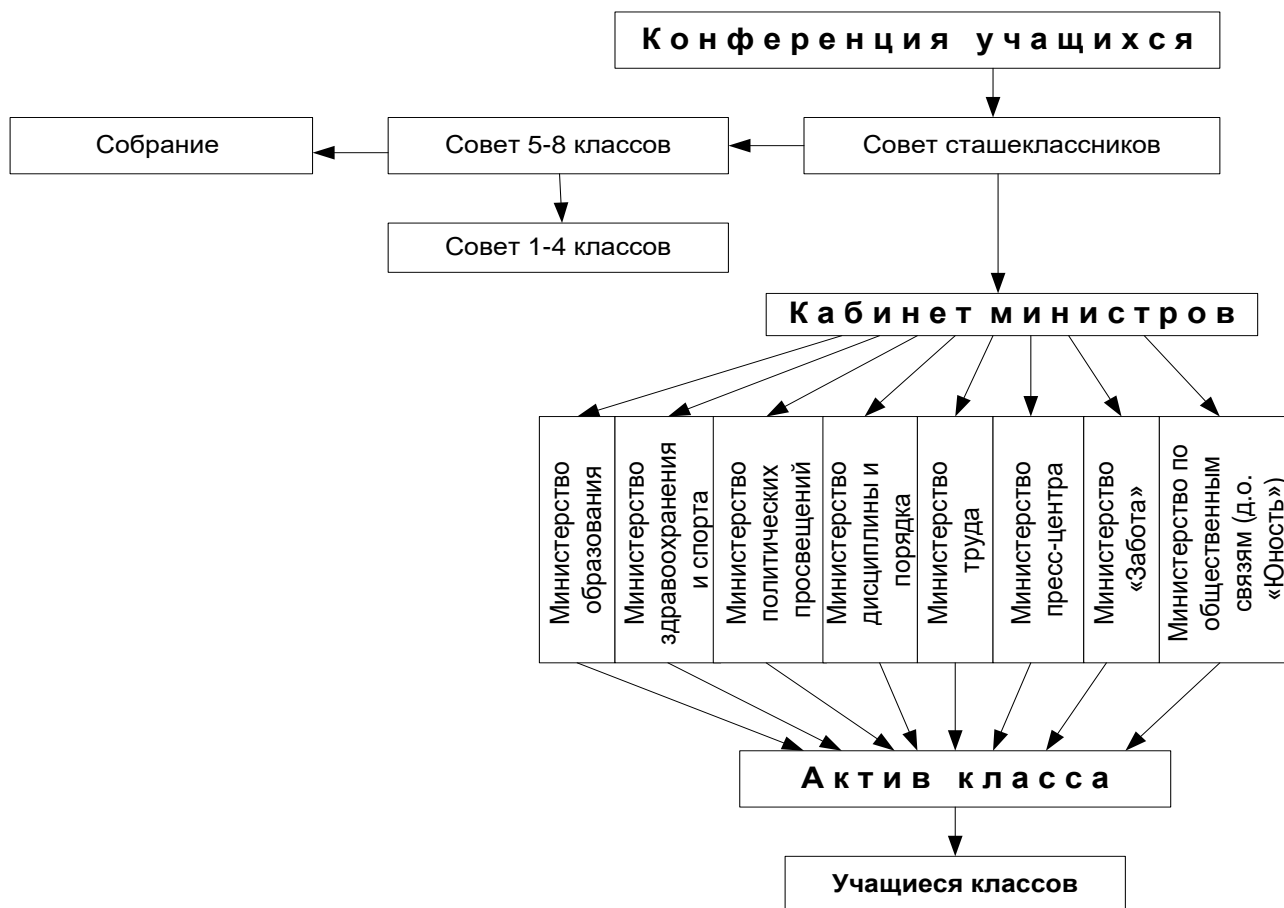 Конференция учащихся
Собрание
Совет 5-8 классов
Совет сташеклассников
Совет 1-4 классов
Кабинет министров
Министерство
образования
Министерство
здравоохранения
и спорта
Министерство
политических
просвещений
Министерство
дисциплины и
порядка
Министерство
труда
Министерство
пресс-центра
Министерство
«Забота»
Министерство по
общественным
связям (д.о.
«Юность»)
Актив класса
Учащиеся классов